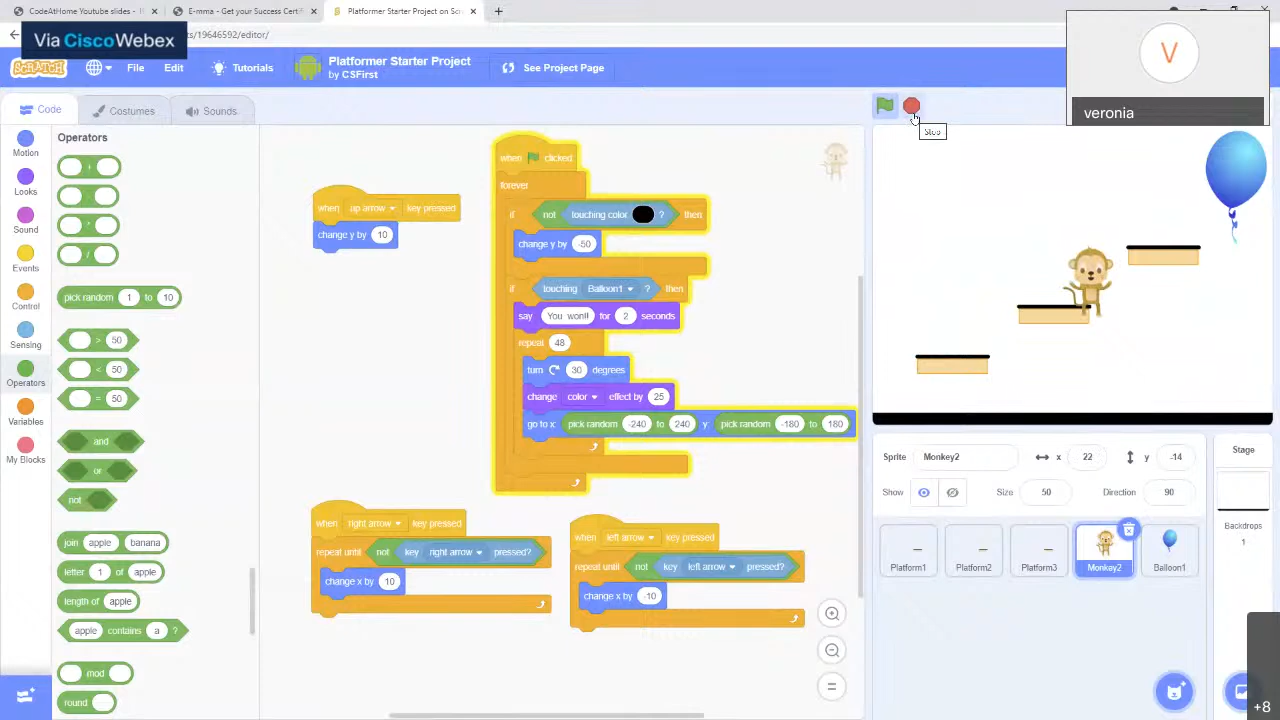 CodeAtHome Youtube slides - 
E-mma - Get your Success Certif
Platformer Starter Project on Sc
Via CiscoWebex
ts/19646592/editor/
SCRATCH
File
Edit
Tutorials
Platformer Starter Project
by CSFirst
See Project Page
V
veronia
Code
Costumes
Sounds
Stop
Motion
Looks
Sound
Events
Control
Sensing
Operators
Variables
My Blocks
Operators
pick random 1 to 10
> 50
< 50
= 50
and
or
not
join apple banana
letter 1 of apple
length of apple
apple contains a ?
mod
round
when up arrow key pressed
change y by 10
when clicked
forever
if not touching color ? then
change y by -50
if touching Balloon1 ? then
say You won!! for 2 seconds
repeat 48
turn 30 degrees
change color effect by 25
go to x: pick random -240 to 240 y: pick random -180 to 180
when right arrow key pressed
repeat until not key right arrow pressed?
change x by 10
when left arrow key pressed
repeat until not key left arrow pressed?
change x by -10
Sprite Monkey2 x 22 y -14
Show Size 50 Direction 90
Platform1
Platform2
Platform3
Monkey2
Balloon1
Stage
Backdrops
1
+8